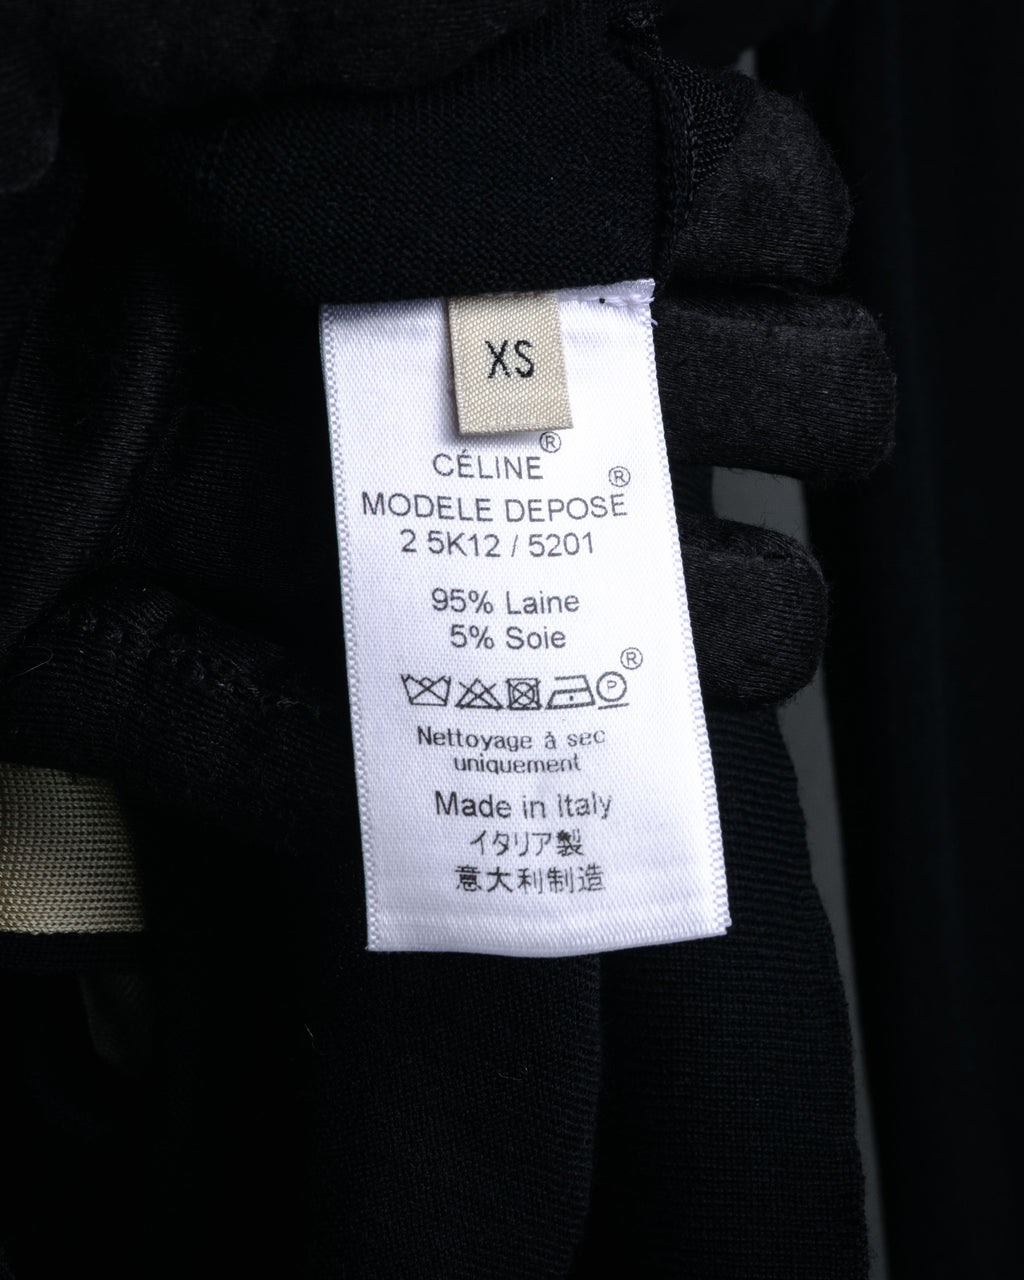 XS
CÉLINE®
MODELE DEPOSE®
2 5K12 / 5201
95% Laine
5% Soie
P ®
Nettoyage à sec
uniquement
Made in Italy
イタリア製
意大利制造